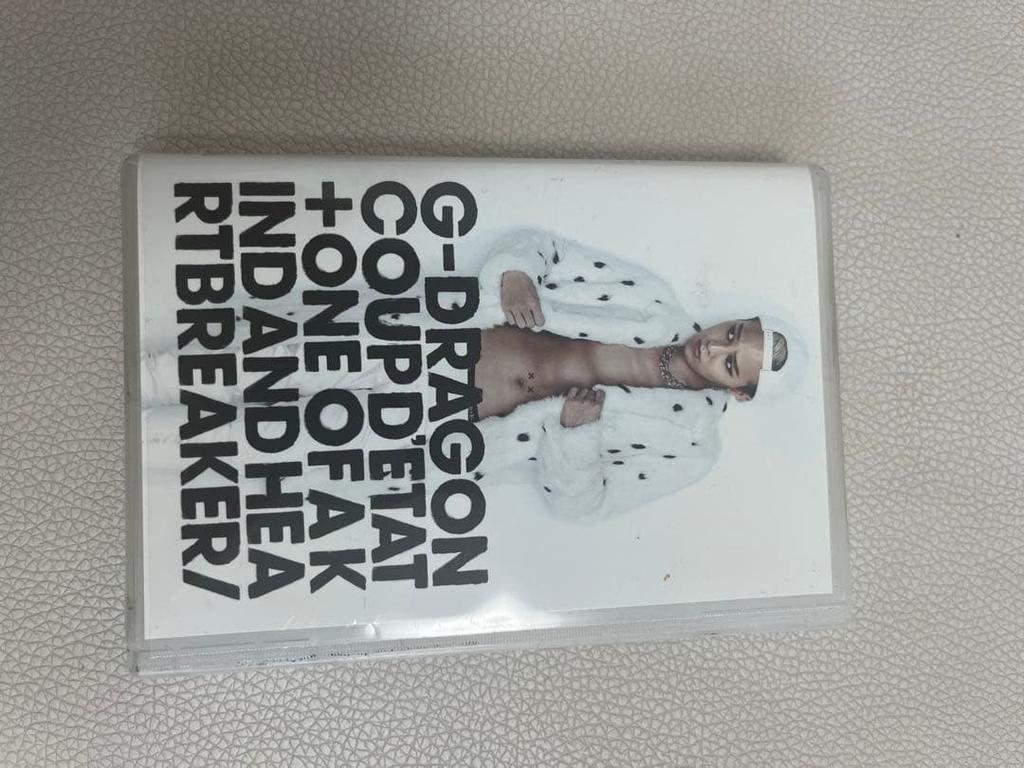 G-DRAGON
COUP D'ETAT
+ ONE OF A K
IND AND HEA
RTBREAKER/